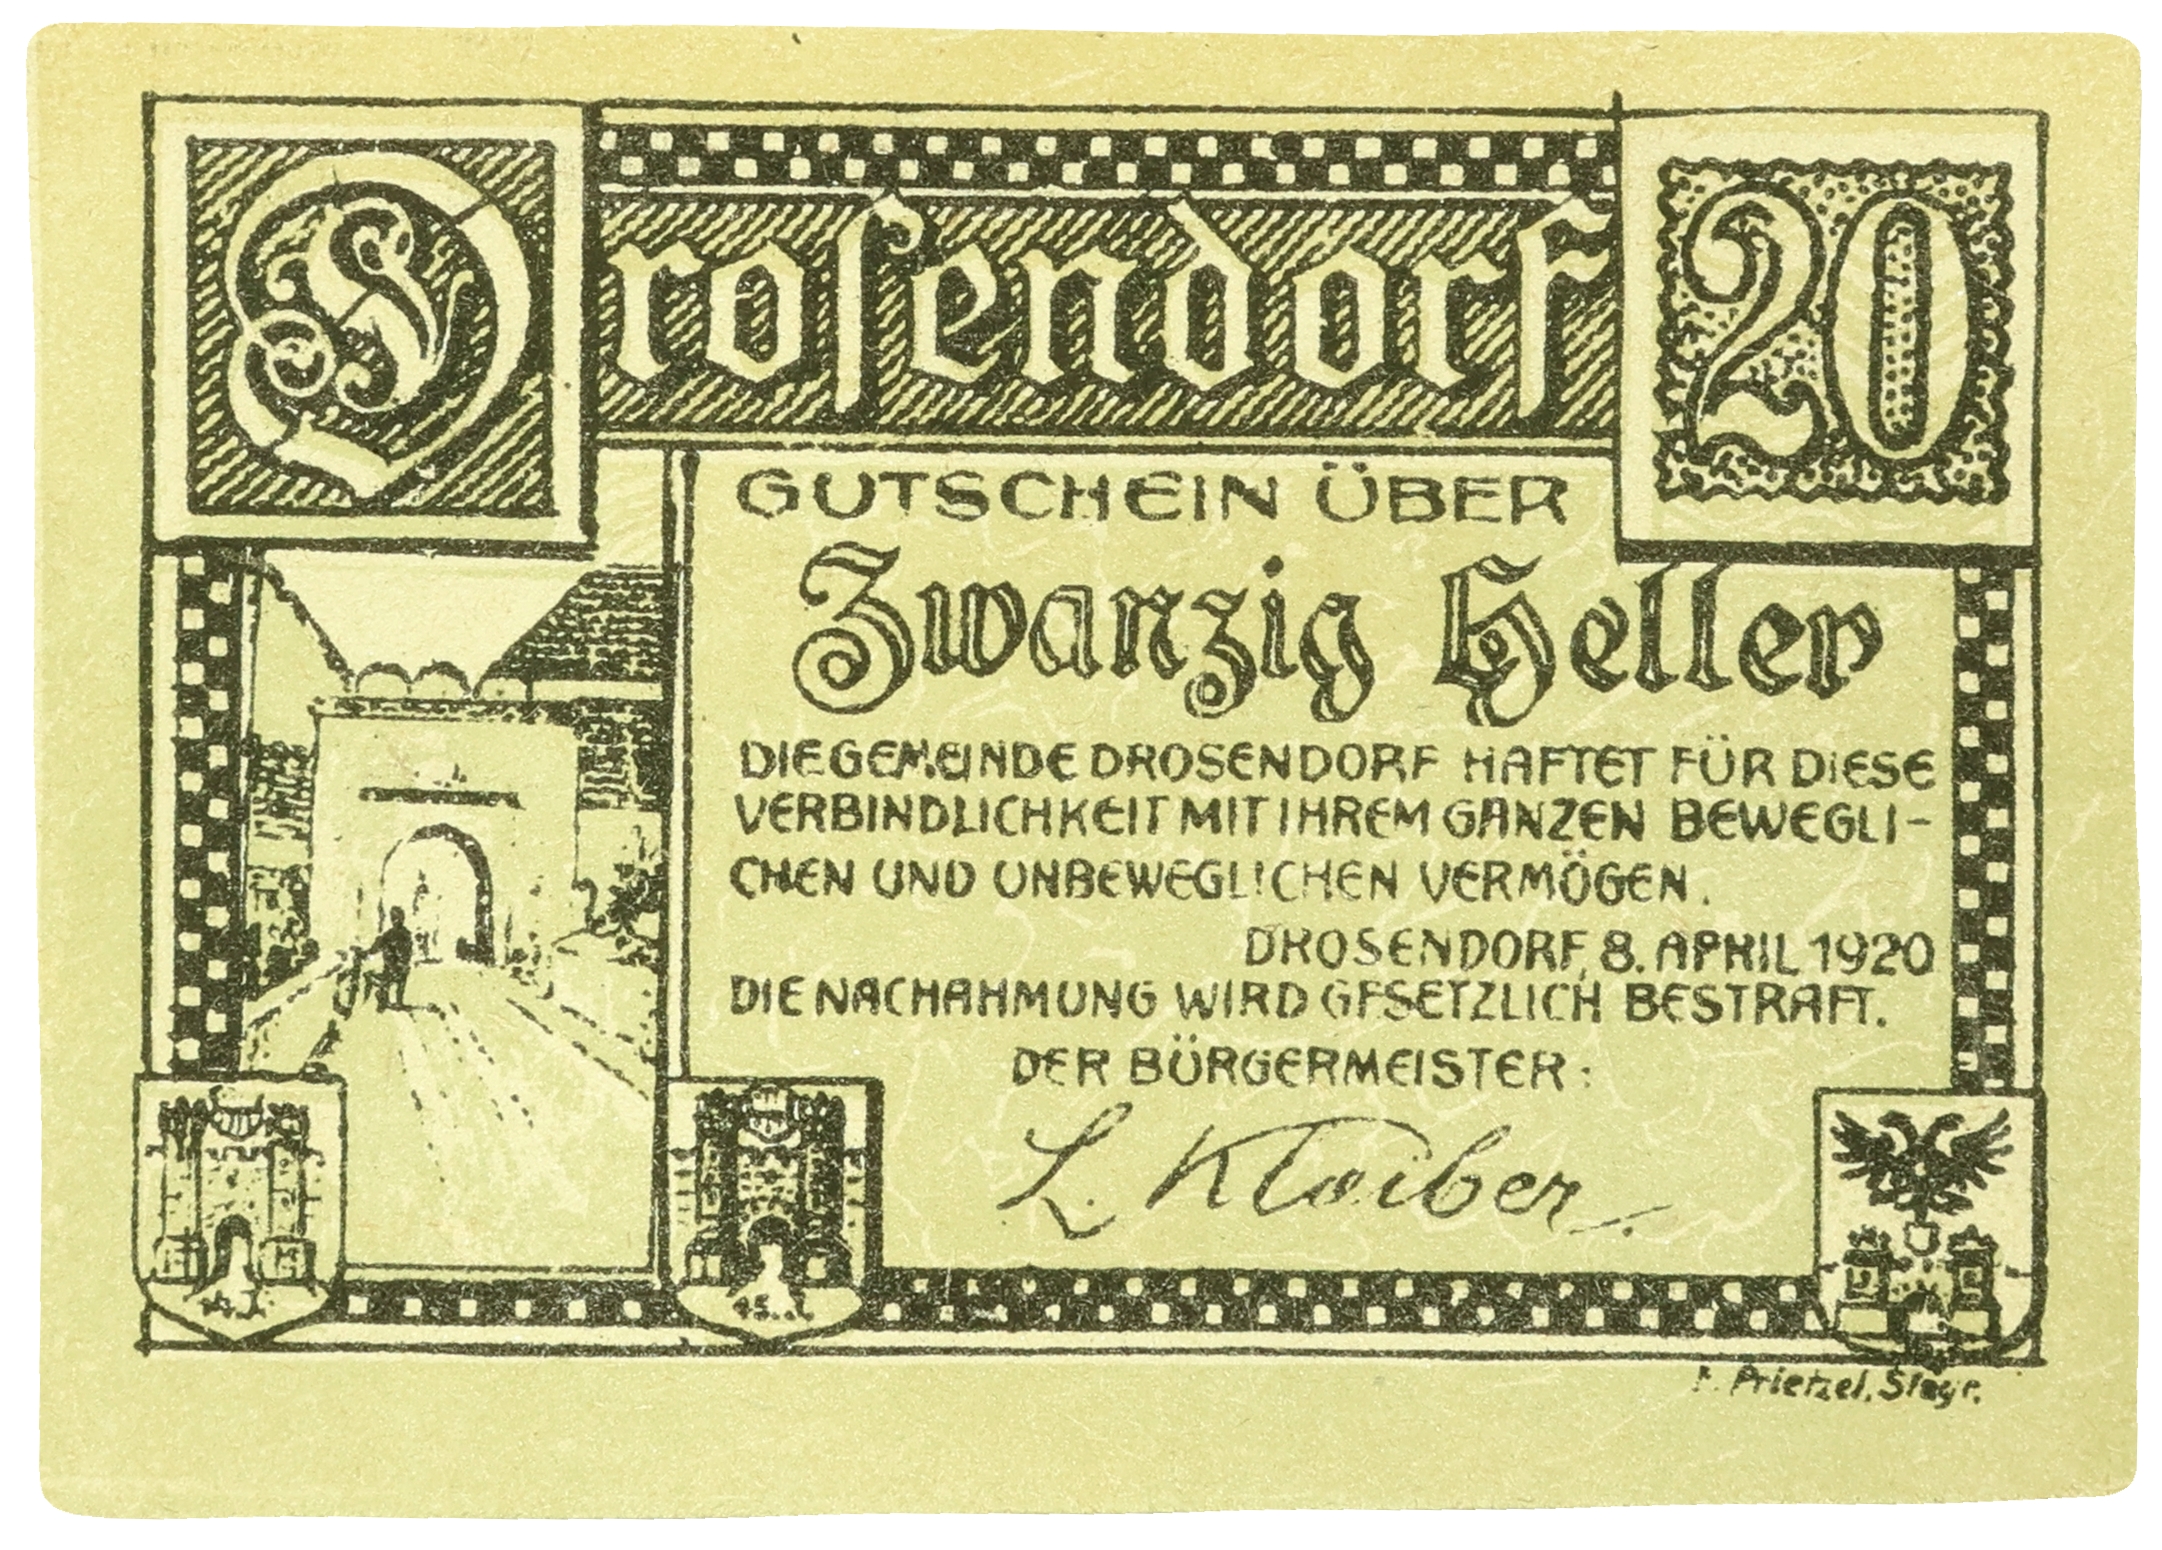 Drosendorf
20
GUTSCHEIN ÜBER
Zwanzig Heller
DIE GEMEINDE DROSENDORF HAFTET FÜR DIESE
VERBINDLICHKEIT MIT IHREM GANZEN BEWEGLI-
CHEN UND UNBEWEGLICHEN VERMÖGEN.
DROSENDORF, 8. APRIL 1920
DIE NACHAHMUNG WIRD GESETZLICH BESTRAFT.
DER BÜRGERMEISTER:
L. Kloiber
Prietzel, Steyr.